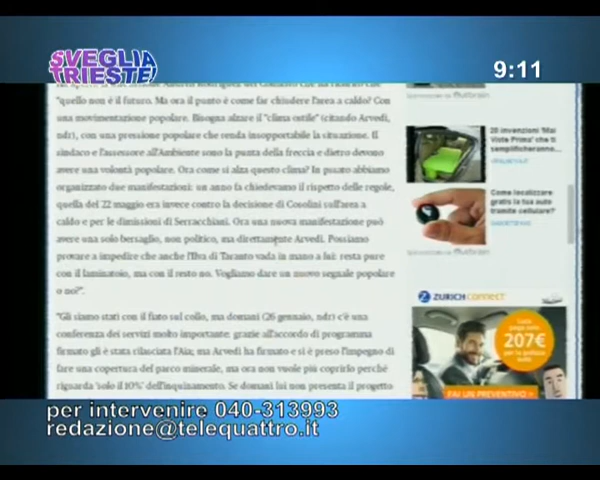 SVEGLIA
TRIESTE
9:11
"quello non è il futuro. Ma ora il punto è come far chiudere l'area a caldo? Con
una movimentazione popolare. Bisogna alzare il "clima ostile" (citando Arvedi,
ndr), con una pressione popolare che renda insopportabile la situazione. Il
sindaco e l'assessore all'Ambiente sono la punta della freccia e dietro devono
avere una volontà popolare. Ora come si alza questo clima? In posato abbiamo
organizzato due manifestazioni: un anno fa chiedevamo il rispetto delle regole,
quella del 22 maggio era invece contro la decisione di Cosolini sull'area a
caldo e per le dimissioni di Serracchiani. Ora una nuova manifestazione può
avere una solo bersaglio, non politico, ma direttamente Arvedi. Possiamo
provare a impedire che anche l'Ilva di Taranto vada in mano a lui: resta pure
con il laminatoio, ma con il resto no. Vogliamo dare un nuovo segnale popolare
o no?".
"Gli siamo stati con il fiato sul collo, ma domani (26 gennaio, ndr) c'è una
conferenza dei servizi molto importante: grazie all'accordo di programma
firmato gli è stata rilasciata l'Aia; ma Arvedi ha firmato e si è preso l'impegno di
fare una copertura del parco minerale, ma ora non vuole più coprirlo perché
riguarda 'solo il 10%' dell'inquinamento. Se domani lui non presenta il progetto
20 invenzioni 'Mai
Viste Prima' che ti
semplificheranno...
Come localizzare
gratis la tua auto
tramite cellulare?
ZURICH connect
207€
per la polizza
auto
FAI UN PREVENTIVO
per intervenire 040-313993
redazione@telequattro.it